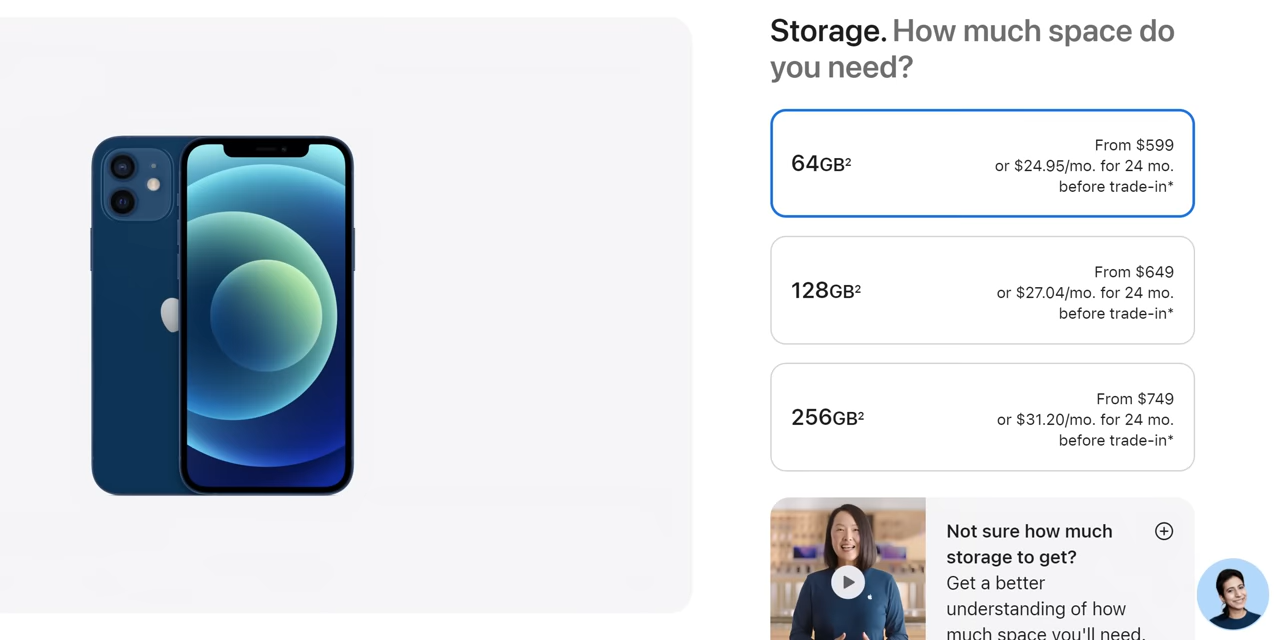 Storage. How much space do
you need?
64GB²
From $599
or $24.95/mo. for 24 mo.
before trade-in*
128GB²
From $649
or $27.04/mo. for 24 mo.
before trade-in*
256GB²
From $749
or $31.20/mo. for 24 mo.
before trade-in*
Not sure how much
storage to get?
Get a better
understanding of how
much space you'll need.